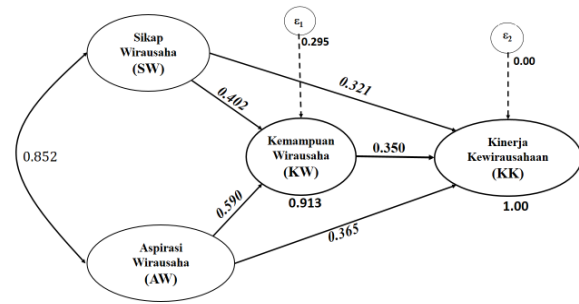 Sikap
Wirausaha
(SW)
ε1
0.295
ε2
0.00
0.321
0.402
0.852
Kemampuan
Wirausaha
(KW)
0.913
0.350
Kinerja
Kewirausahaan
(KK)
1.00
0.590
0.365
Aspirasi
Wirausaha
(AW)